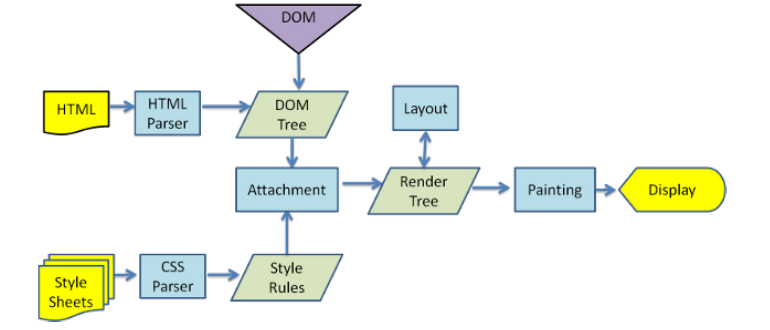 DOM
HTML
HTML
Parser
DOM
Tree
Layout
Attachment
Render
Tree
Painting
Display
Style
Sheets
CSS
Parser
Style
Rules